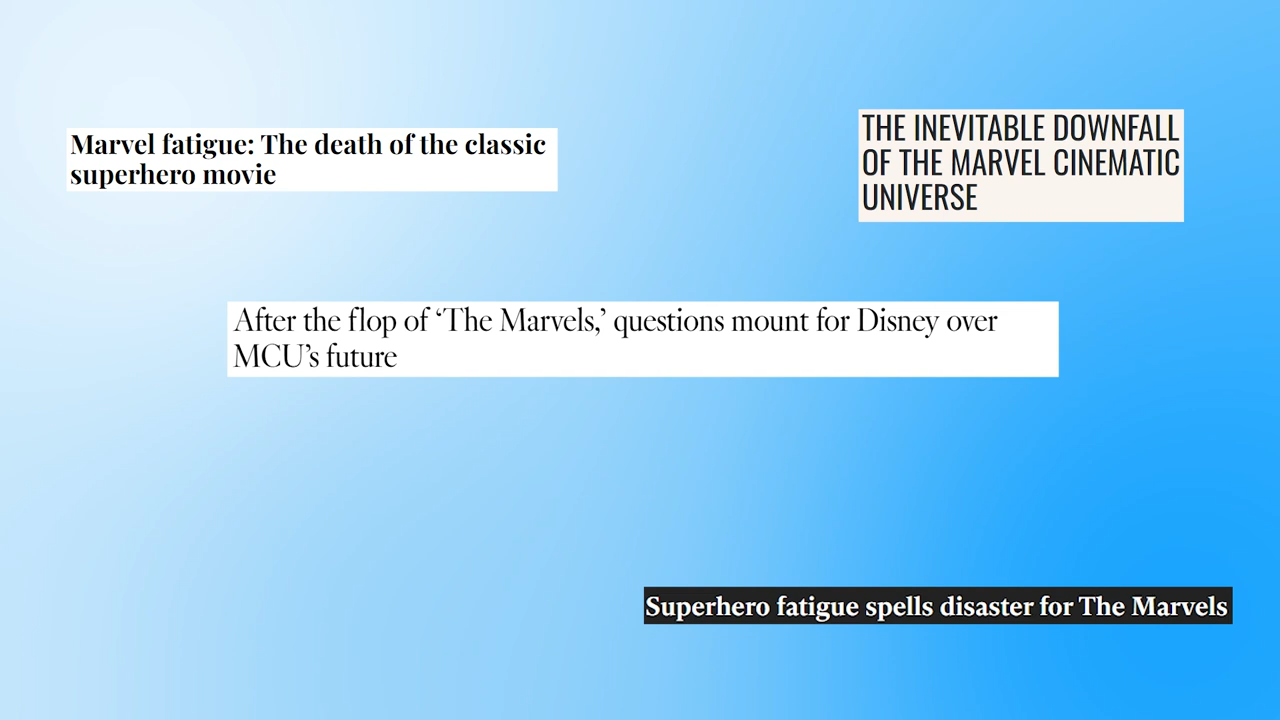 Marvel fatigue: The death of the classic
superhero movie
THE INEVITABLE DOWNFALL
OF THE MARVEL CINEMATIC
UNIVERSE
After the flop of ‘The Marvels,’ questions mount for Disney over
MCU’s future
Superhero fatigue spells disaster for The Marvels